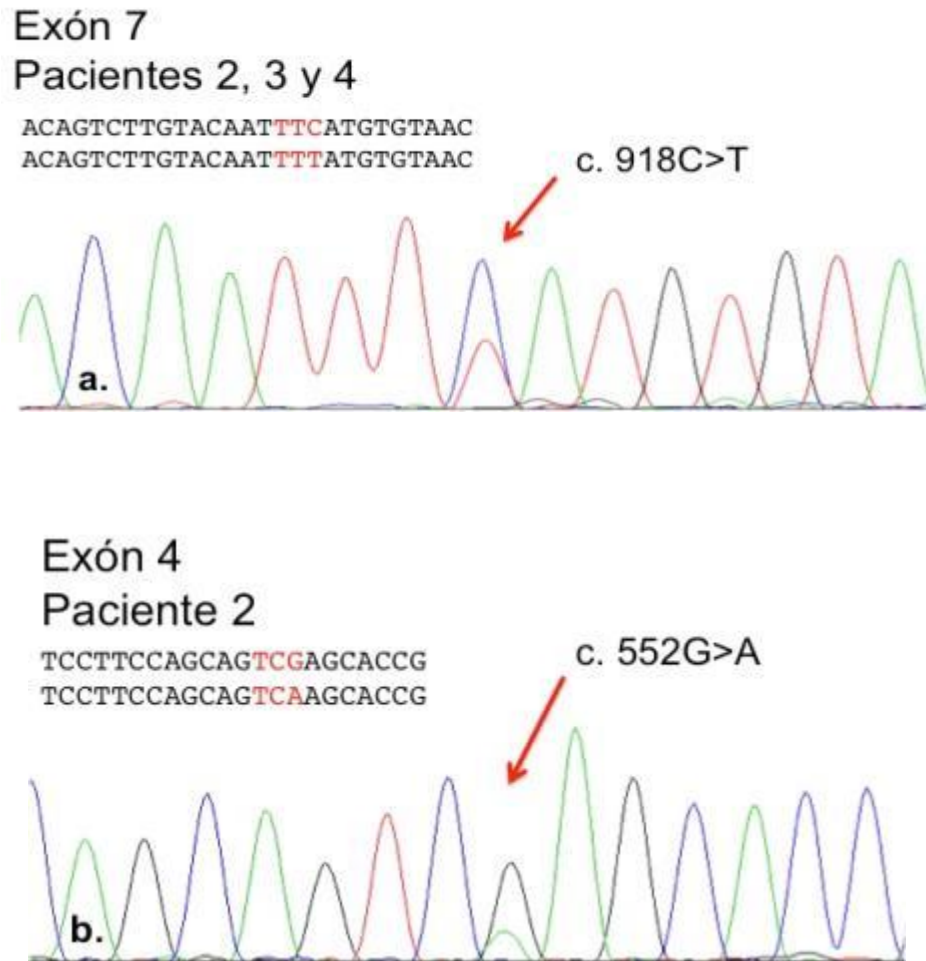 Exón 7
Pacientes 2, 3 y 4
ACAGTCTTGTACAATTTCATGTGTAAC
ACAGTCTTGTACAATTTTATGTGTAAC
c. 918C>T
a.
Exón 4
Paciente 2
TCCTTCCAGCAGTCGAGCACCG
TCCTTCCAGCAGTCAAGCACCG
c. 552G>A
b.